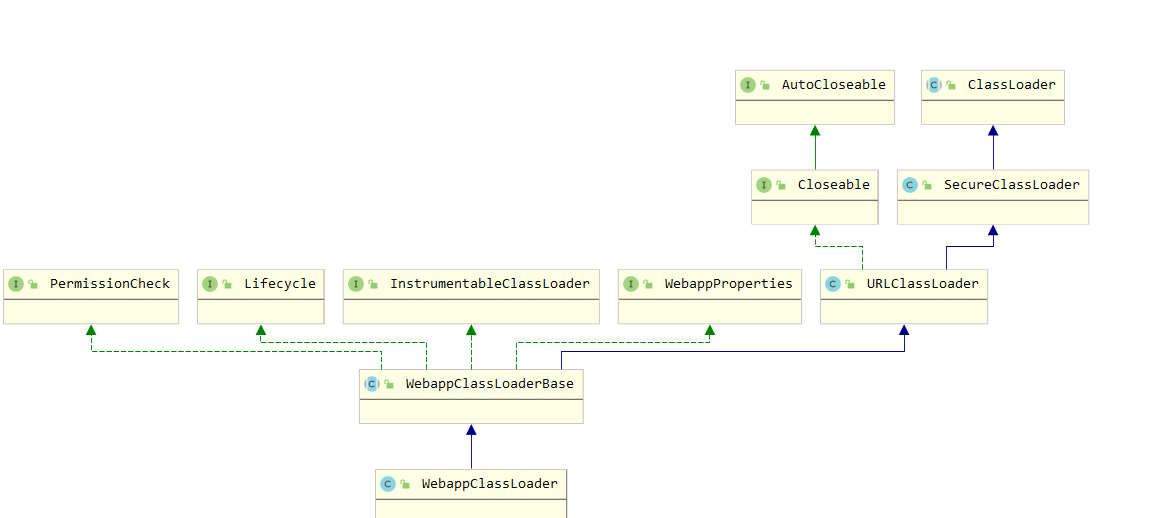 I AutoCloseable
C ClassLoader
I Closeable
C SecureClassLoader
I PermissionCheck
I Lifecycle
I InstrumentableClassLoader
I WebappProperties
C URLClassLoader
C WebappClassLoaderBase
C WebappClassLoader